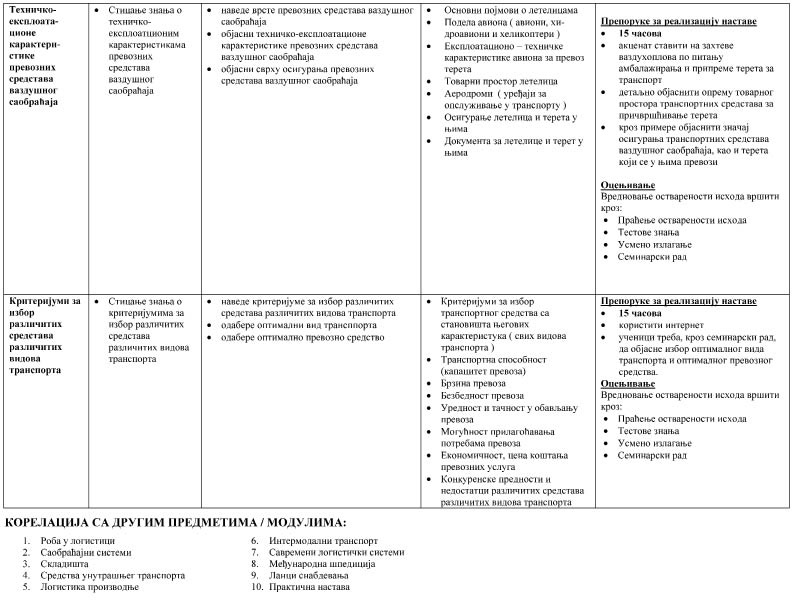 Техничко-
експлоата-
ционе
карактери-
стике
превозних
средстава
ваздушног
саобраћаја
• Стицање знања о
техничко-
експлоатционим
карактеристикама
превозних
средстава
ваздушног
саобраћаја
• наведе врсте превозних средстава ваздушног
саобраћаја
• објасни техничко-експлоатационе
карактеристике превозних средстава
ваздушног саобраћаја
• објасни сврху осигурања превозних
средстава ваздушног саобраћаја
• Основни појмови о летелицама
• Подела авиона ( авиони, хи-
дроавиони и хеликоптери )
• Експлоатационо – техничке
карактеристике авиона за превоз
терета
• Товарни простор летелица
• Аеродроми ( уређаји за
опслуживање у транспорту )
• Осигурање летелица и терета у
њима
• Документа за летелице и терет у
њима
Препоруке за реализацију наставе
• 15 часова
• акценат ставити на захтеве
ваздухоплова по питању
амбалажирања и припреме терета за
транспорт
• детаљно објаснити опрему товарног
простора транспортних средстава за
причвршћивање терета
• кроз примере објаснити значај
осигурања транспортних средстава
ваздушног саобраћаја, као и терета
који се у њима превози
Оцењивање
Вредновање остварености исхода вршити
кроз:
• Праћење остварености исхода
• Тестове знања
• Усмено излагање
• Семинарски рад
Критеријуми за
избор
различитих
средстава
различитих
видова
транспорта
• Стицање знања о
критеријумима за
избор различитих
средстава
различитих видова
транспорта
• наведе критеријуме за избор различитих
средстава различитих видова транспорта
• одабере оптимални вид транппорта
• одабере оптимално превозно средство
• Критеријуми за избор
транспортног средства са
становишта његових
карактеристука ( свих видова
транспорта )
• Транспортна способност
(капацитет превоза)
• Брзина превоза
• Безбедност превоза
• Уредност и тачност у обављању
превоза
• Могућност прилагођавања
потребама превоза
• Економичност, цена коштања
превозних услуга
• Конкуренске предности и
недостатци различитих средстава
различитих видова транспорта
Препоруке за реализацију наставе
• 15 часова
• користити интернет
• ученици треба, кроз семинарски рад,
да објасне избор оптималног вида
транспорта и оптималног превозног
средства.
Оцењивање
Вредновање остварености исхода вршити
кроз:
• Праћење остварености исхода
• Тестове знања
• Усмено излагање
• Семинарски рад
КОРЕЛАЦИЈА СА ДРУГИМ ПРЕДМЕТИМА / МОДУЛИМА:
1. Роба у логистици
2. Саобраћајни системи
3. Складишта
4. Средства унутрашњег транспорта
5. Логистика производње
6. Интермодални транспорт
7. Савремени логистички системи
8. Међународна шпедиција
9. Ланци снабдевања
10. Практична настава